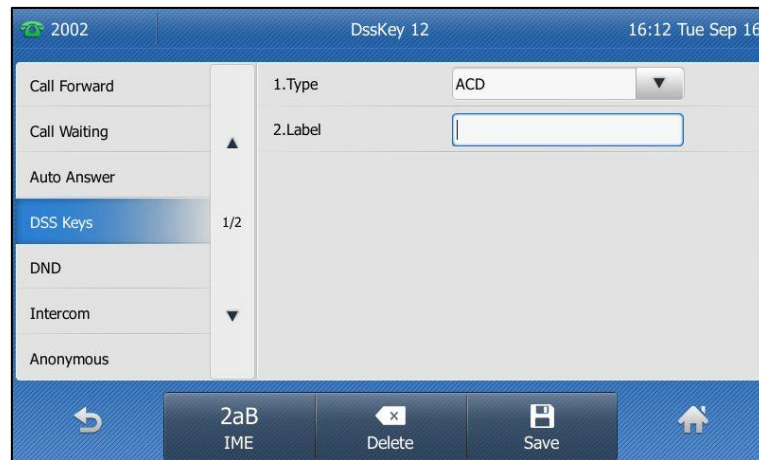 2002 DssKey 12 16:12 Tue Sep 16
Call Forward
Call Waiting
Auto Answer
DSS Keys
DND
Intercom
Anonymous
1/2
1.Type ACD
2.Label
2aB
IME
Delete
Save